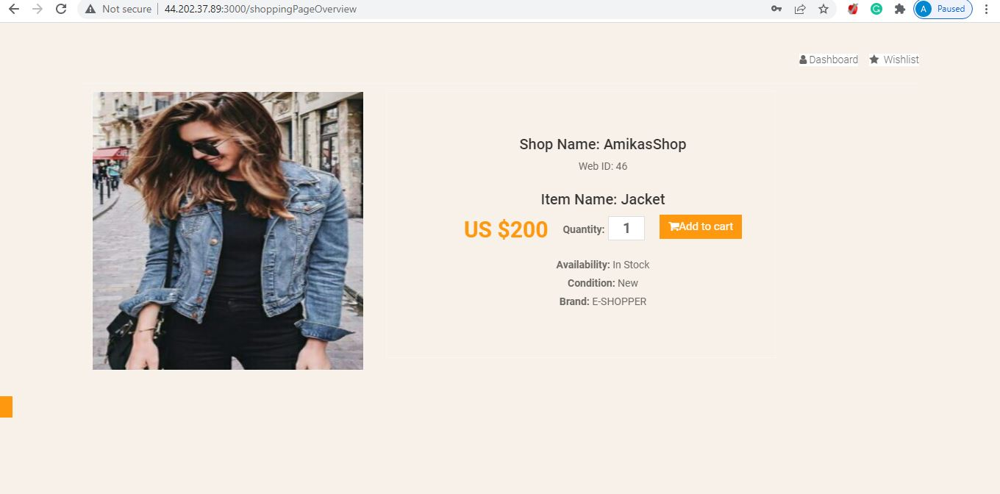 Not secure | 44.202.37.89:3000/shoppingPageOverview
A Paused
Dashboard Wishlist
Shop Name: AmikasShop
Web ID: 46
Item Name: Jacket
US $200 Quantity: 1 Add to cart
Availability: In Stock
Condition: New
Brand: E-SHOPPER